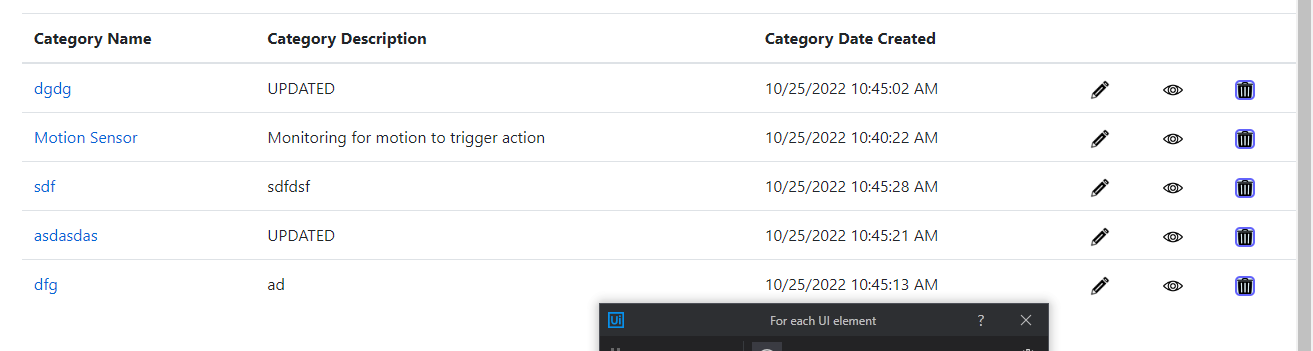 Category Name Category Description Category Date Created
dgdg UPDATED 10/25/2022 10:45:02 AM
Motion Sensor Monitoring for motion to trigger action 10/25/2022 10:40:22 AM
sdf sdfdsf 10/25/2022 10:45:28 AM
asdasdas UPDATED 10/25/2022 10:45:21 AM
dfg ad 10/25/2022 10:45:13 AM
Ui For each UI element ?